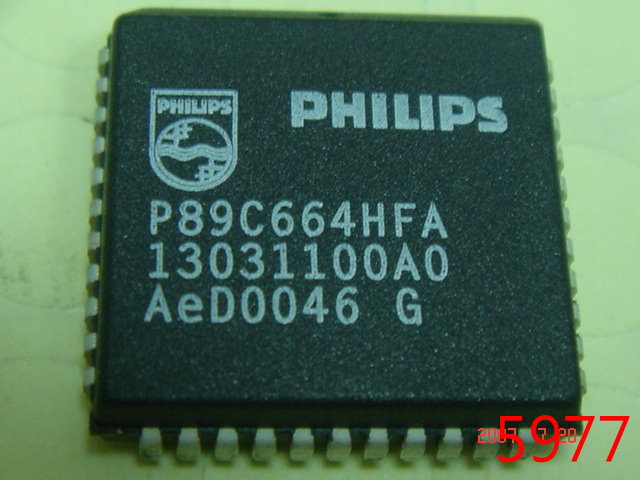 PHILIPS
PHILIPS
P89C664HFA
13031100A0
AeD0046 G
5977